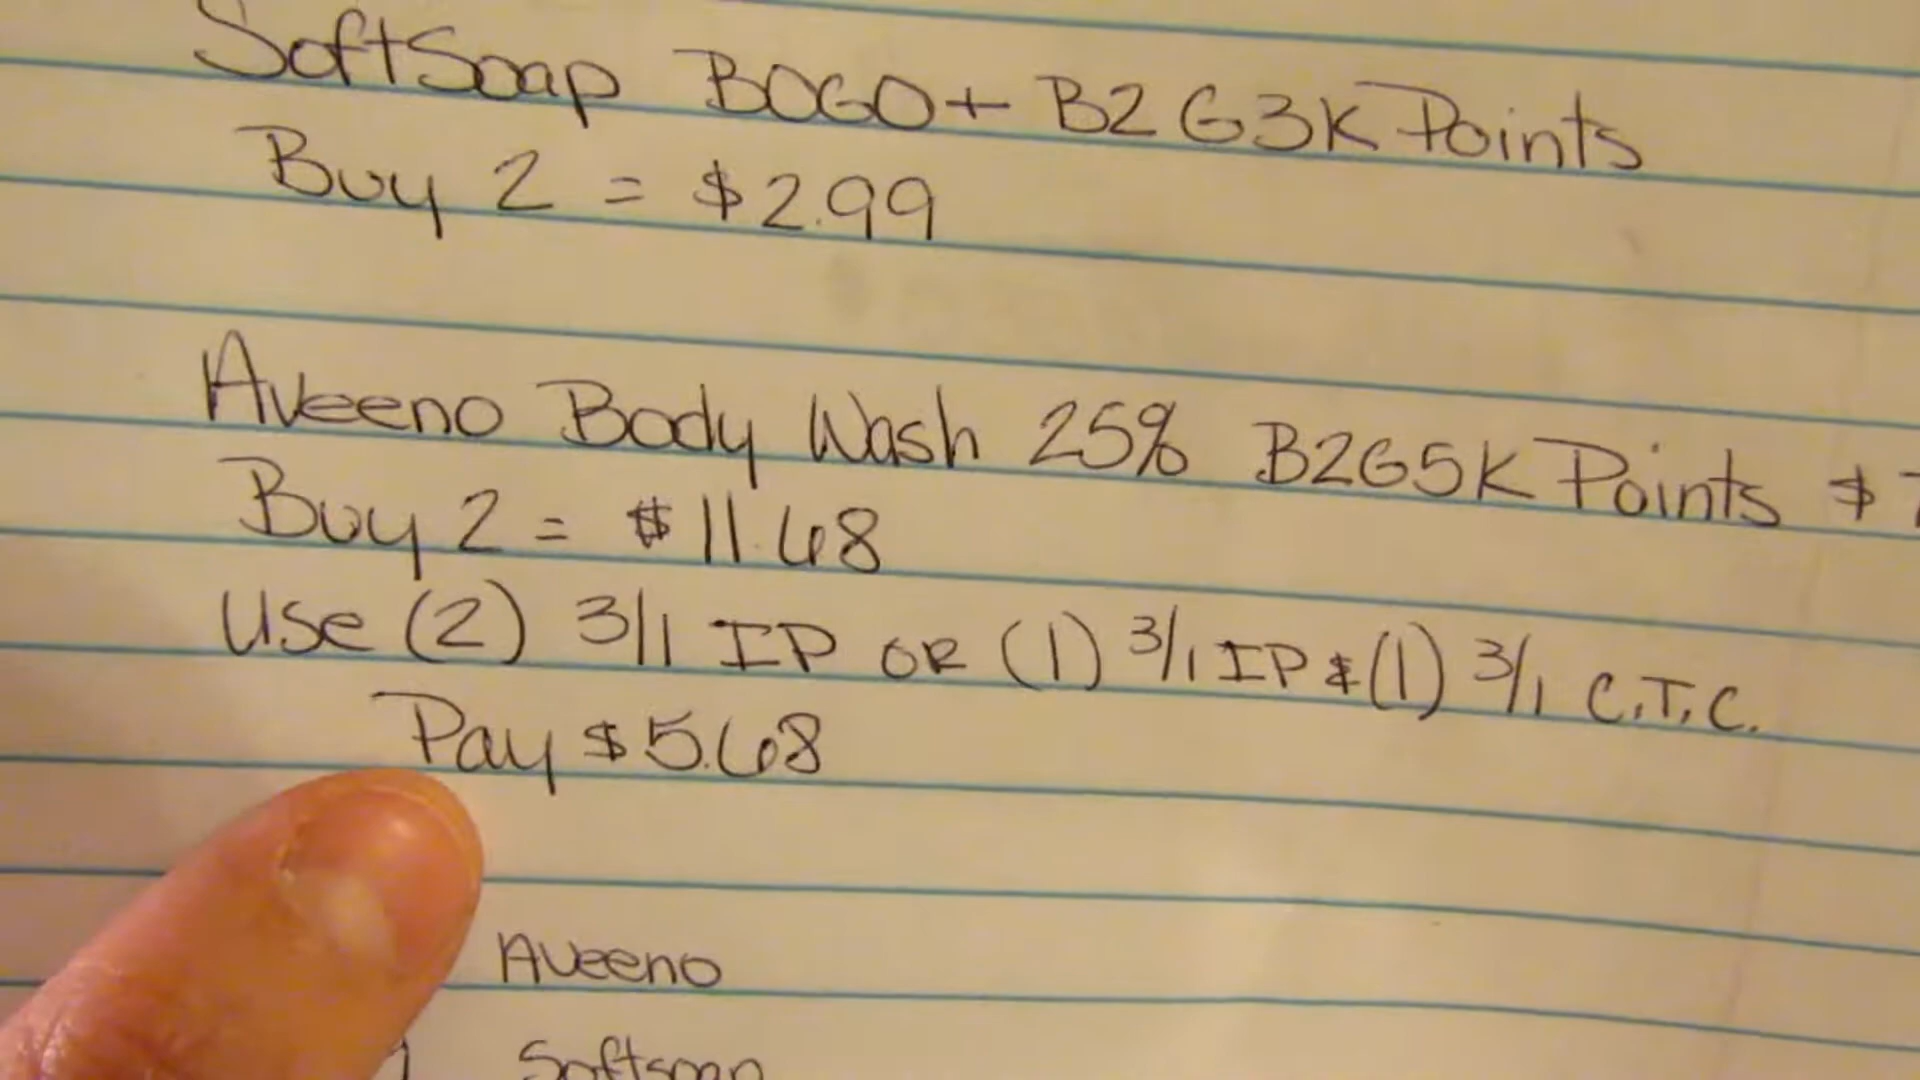 SoftSoap BOGO + B2G3K Points
Buy 2 = $2.99
Aveeno Body Wash 25% B2G5K Points $
Buy 2 = $11.68
Use (2) 3/1 IP OR (1) 3/1 IP & (1) 3/1 C.T.C.
Pay $5.68
Aveeno
Softsoap